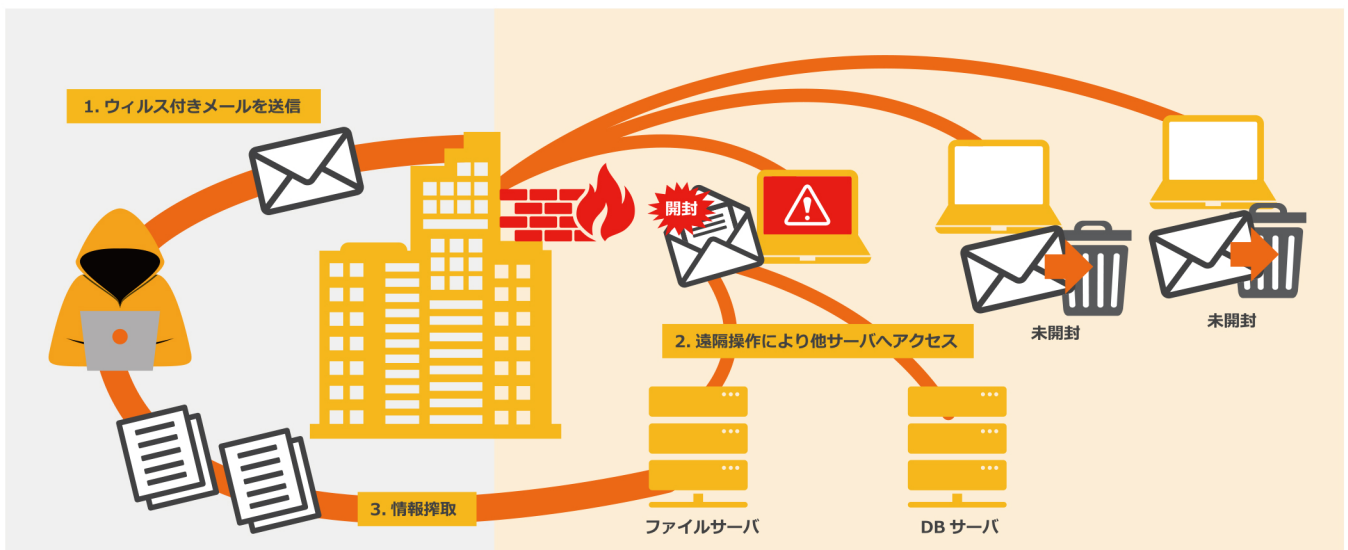 1. ウィルス付きメールを送信
開封
2. 遠隔操作により他サーバへアクセス
未開封
未開封
3. 情報搾取
ファイルサーバ
DB サーバ